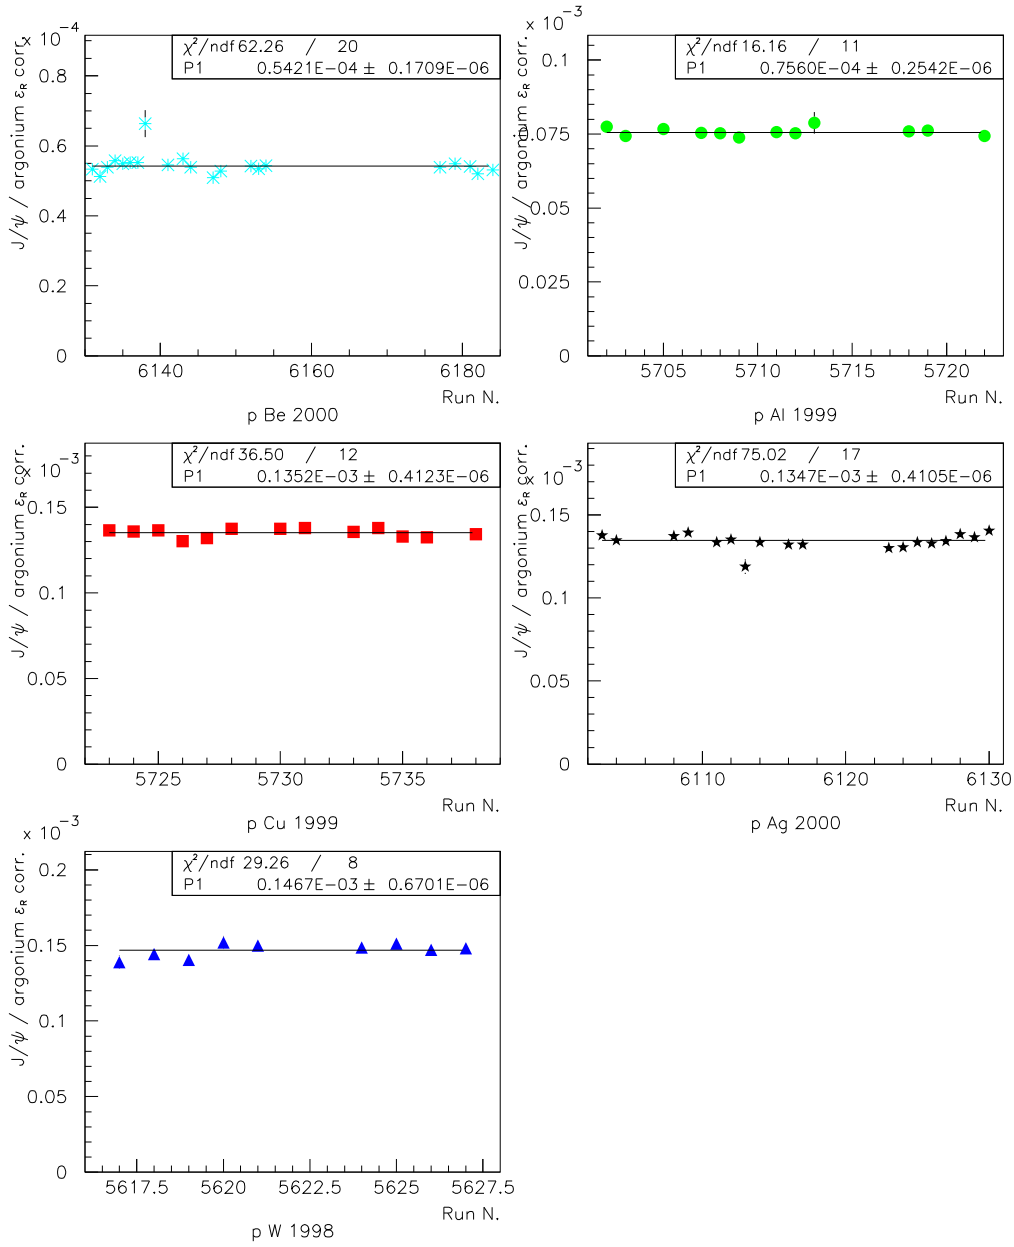 x 10⁻⁴
J/ψ / argonium εR corr.
χ²/ndf 62.26 / 20
P1 0.5421E−04 ± 0.1709E−06
0.8
0.6
0.4
0.2
0
6140 6160 6180
Run N.
p Be 2000
x 10⁻³
J/ψ / argonium εR corr.
χ²/ndf 16.16 / 11
P1 0.7560E−04 ± 0.2542E−06
0.1
0.075
0.05
0.025
0
5705 5710 5715 5720
Run N.
p Al 1999
x 10⁻³
J/ψ / argonium εR corr.
χ²/ndf 36.50 / 12
P1 0.1352E−03 ± 0.4123E−06
0.15
0.1
0.05
0
5725 5730 5735
Run N.
p Cu 1999
x 10⁻³
J/ψ / argonium εR corr.
χ²/ndf 75.02 / 17
P1 0.1347E−03 ± 0.4105E−06
0.15
0.1
0.05
0
6110 6120 6130
Run N.
p Ag 2000
x 10⁻³
J/ψ / argonium εR corr.
χ²/ndf 29.26 / 8
P1 0.1467E−03 ± 0.6701E−06
0.2
0.15
0.1
0.05
0
5617.5 5620 5622.5 5625 5627.5
Run N.
p W 1998